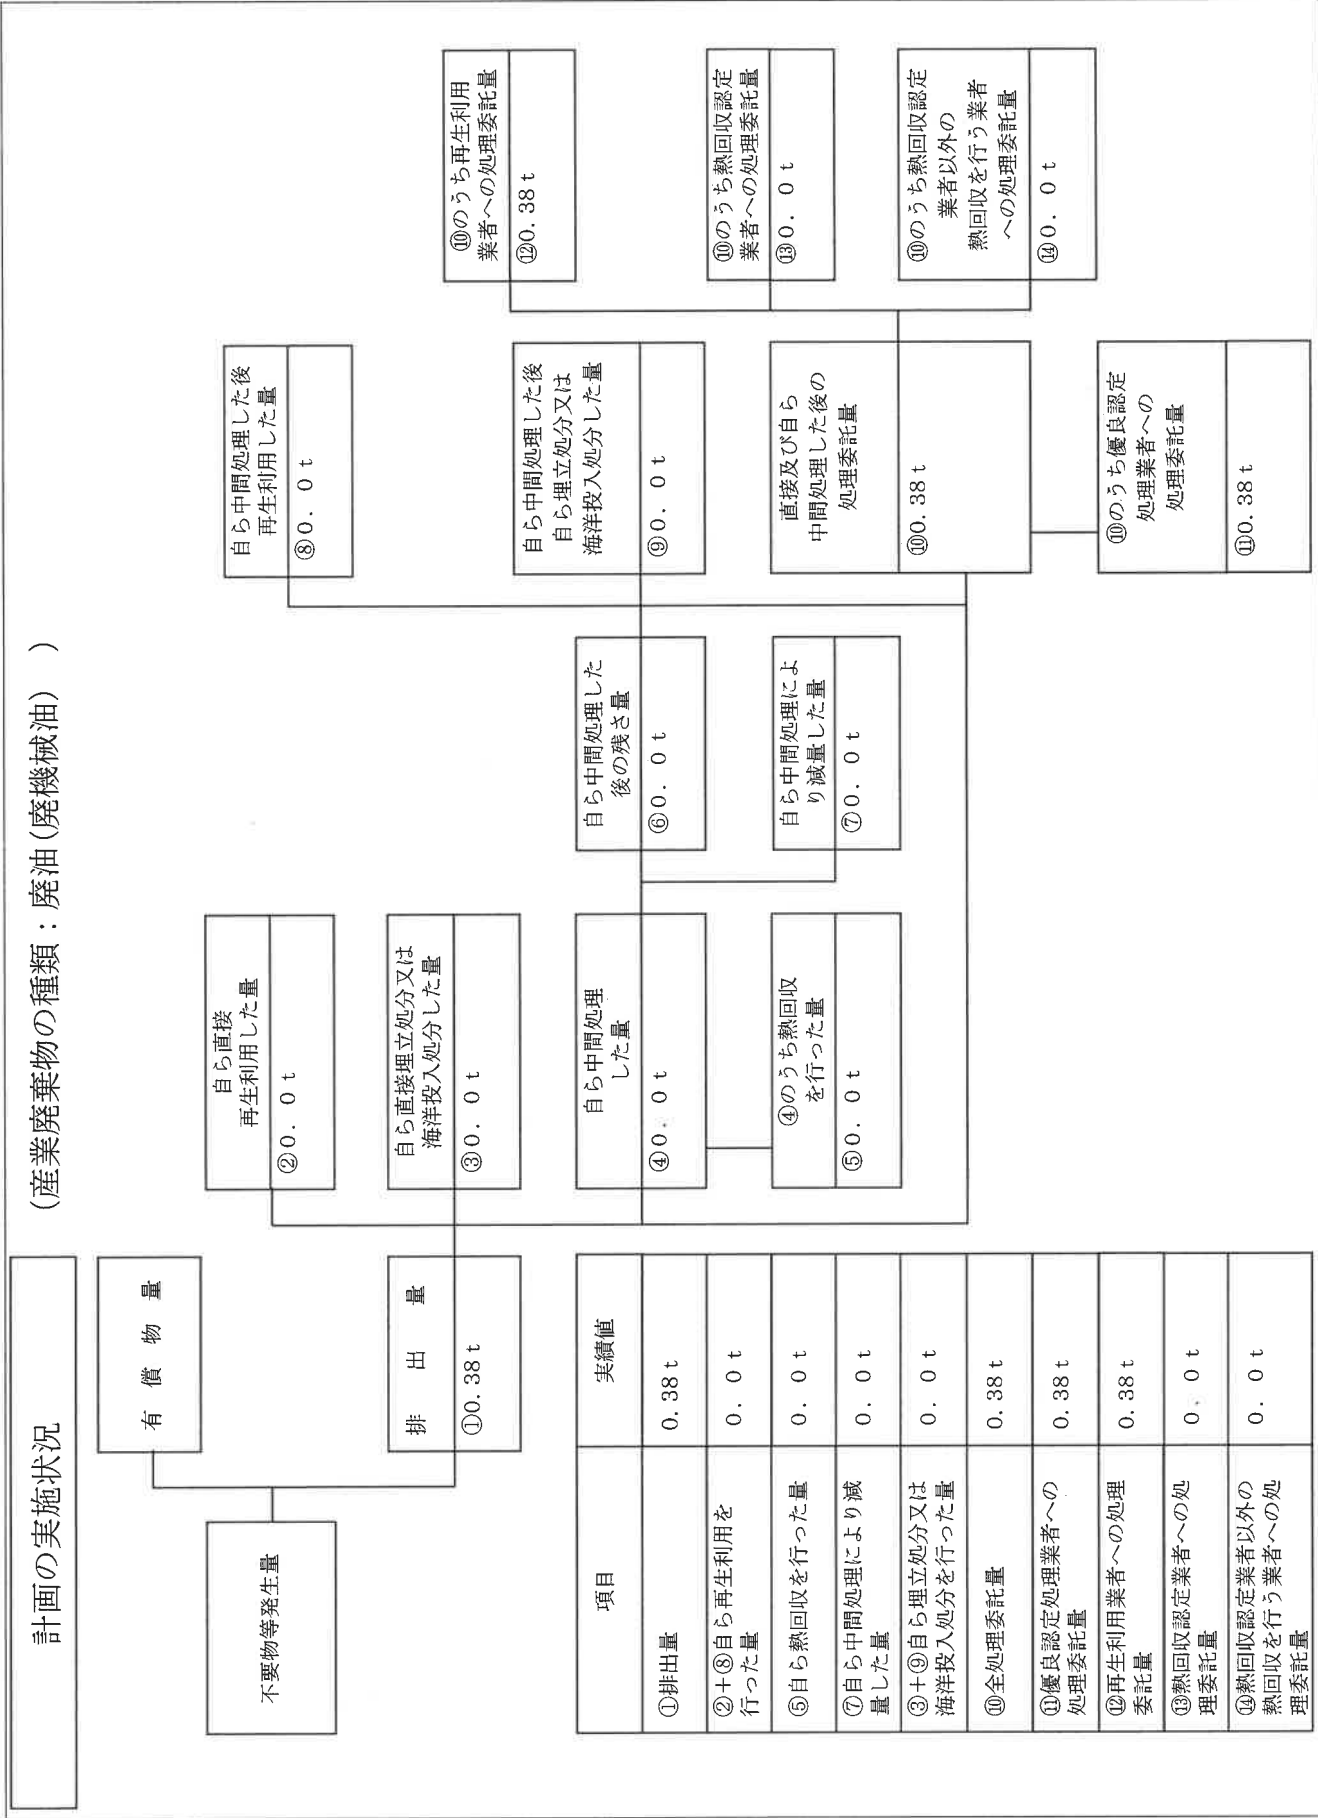 計画の実施状況
(産業廃棄物の種類：廃油(廃機械油)　)
不要物等発生量
有　償　物　量
排　出　量
①0.38t
自ら直接
再生利用した量
②0.0t
自ら直接埋立処分又は
海洋投入処分した量
③0.0t
自ら中間処理
した量
④0.0t
④のうち熱回収
を行った量
⑤0.0t
自ら中間処理した
後の残さ量
⑥0.0t
自ら中間処理によ
り減量した量
⑦0.0t
自ら中間処理した後
再生利用した量
⑧0.0t
自ら中間処理した後
自ら埋立処分又は
海洋投入処分した量
⑨0.0t
直接及び自ら
中間処理した後の
処理委託量
⑩0.38t
⑩のうち優良認定
処理業者への
処理委託量
⑪0.38t
⑩のうち再生利用
業者への処理委託量
⑫0.38t
⑩のうち熱回収認定
業者への処理委託量
⑬0.0t
⑩のうち熱回収認定
業者以外の
熱回収を行う業者
への処理委託量
⑭0.0t
項目　実績値
①排出量　0.38t
②+⑧自ら再生利用を
行った量　0.0t
⑤自ら熱回収を行った量　0.0t
⑦自ら中間処理により減
量した量　0.0t
③+⑨自ら埋立処分又は
海洋投入処分を行った量　0.0t
⑩全処理委託量　0.38t
⑪優良認定処理業者への
処理委託量　0.38t
⑫再生利用業者への処理
委託量　0.38t
⑬熱回収認定業者への処
理委託量　0.0t
⑭熱回収認定業者以外の
熱回収を行う業者への処
理委託量　0.0t